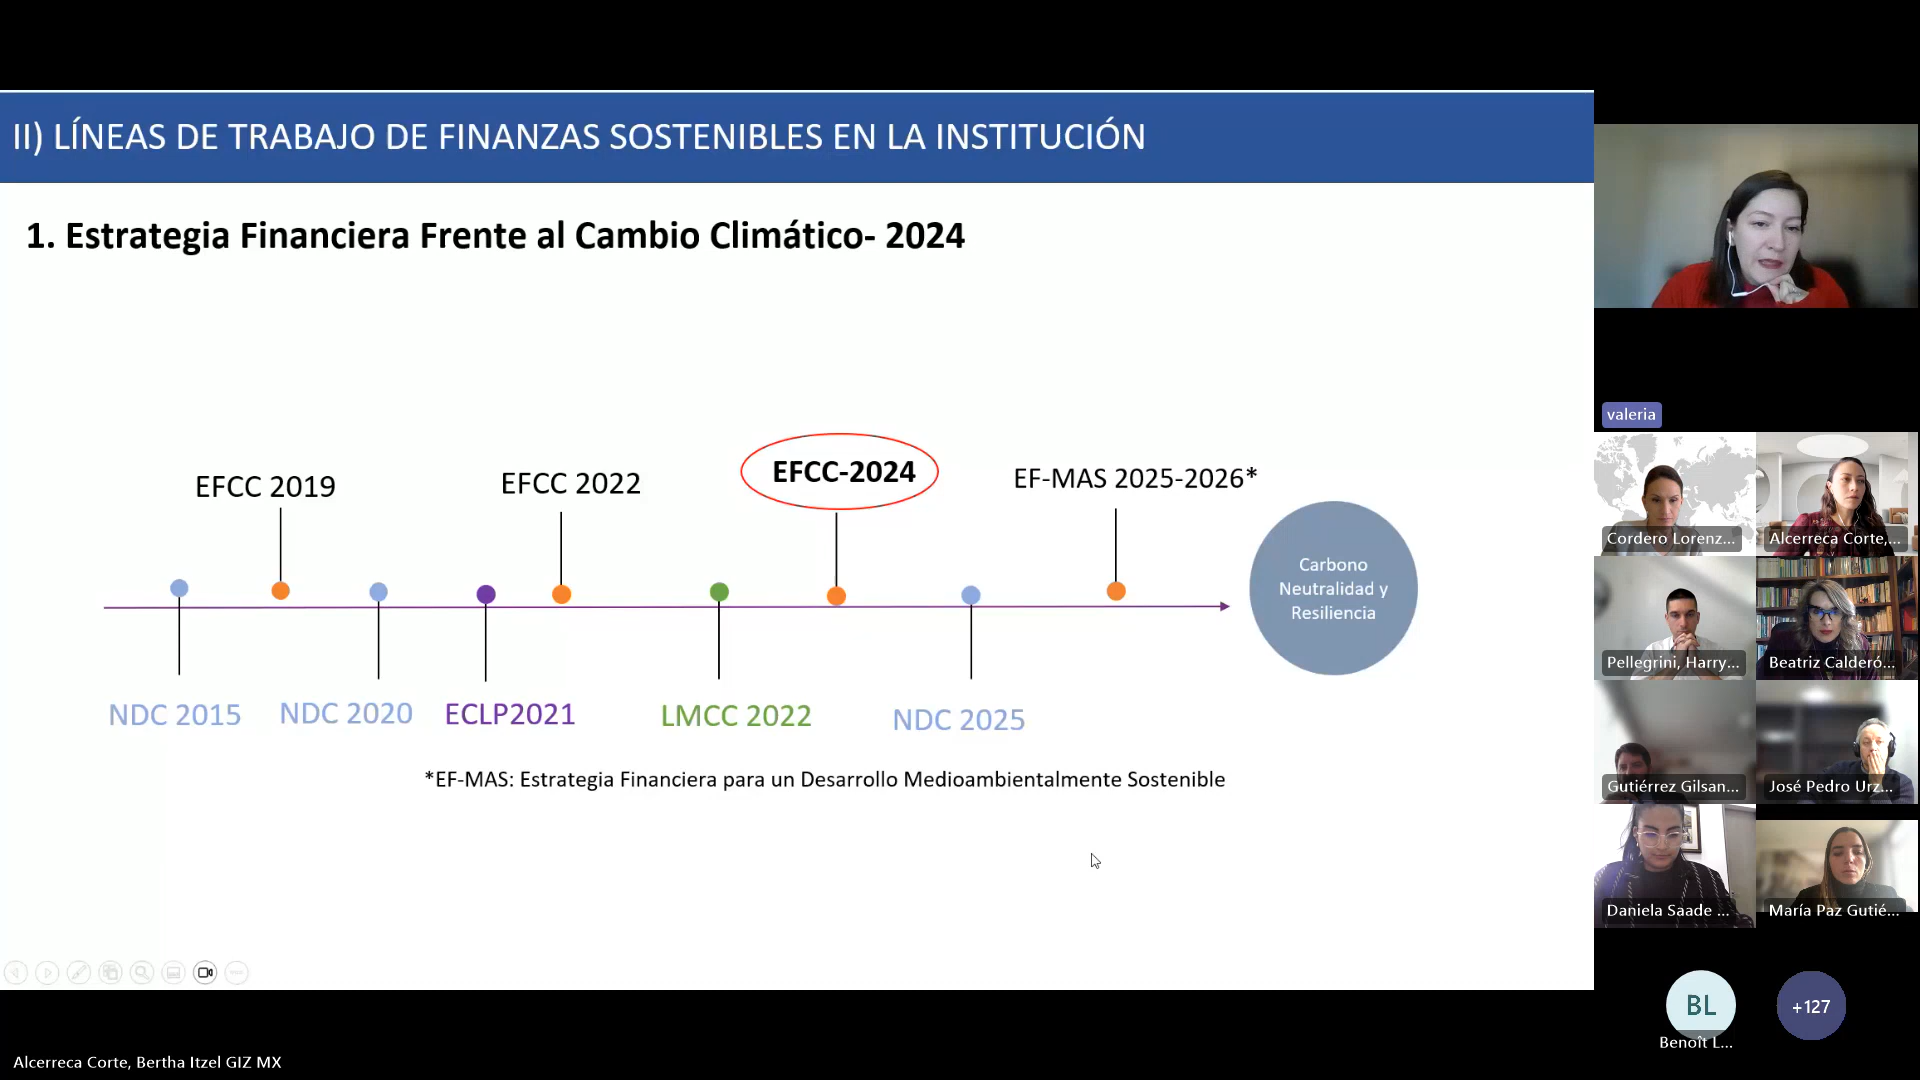 II) LÍNEAS DE TRABAJO DE FINANZAS SOSTENIBLES EN LA INSTITUCIÓN
1. Estrategia Financiera Frente al Cambio Climático- 2024
EFCC 2019
EFCC 2022
EFCC-2024
EF-MAS 2025-2026*
Carbono
Neutralidad y
Resiliencia
NDC 2015
NDC 2020
ECLP2021
LMCC 2022
NDC 2025
*EF-MAS: Estrategia Financiera para un Desarrollo Medioambientalmente Sostenible
valeria
Cordero Lorenz...
Alcerreca Corte,...
Pellegrini, Harry...
Beatriz Calderó...
Gutiérrez Gilsan...
José Pedro Urz...
Daniela Saade ...
María Paz Gutié...
BL
+127
Benoît L...
Alcerreca Corte, Bertha Itzel GIZ MX